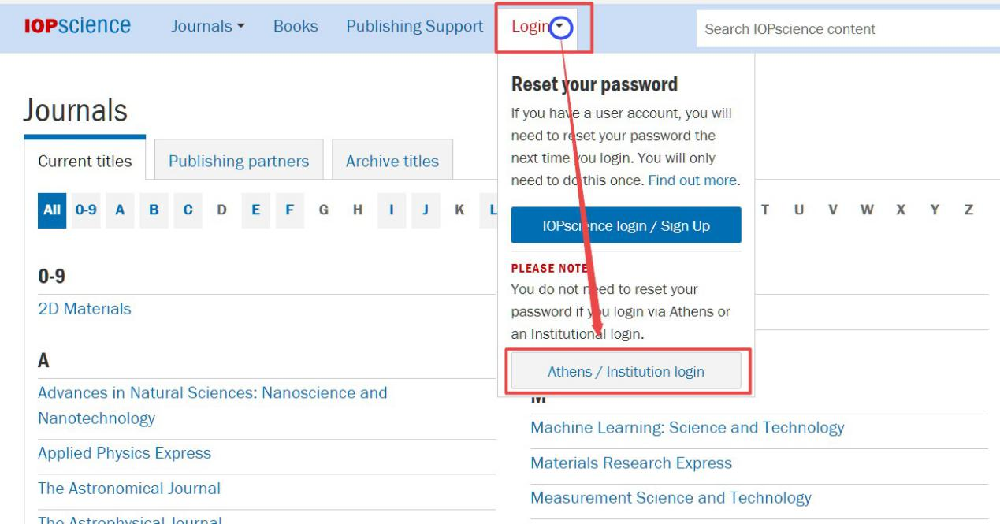 IOPscience Journals Books Publishing Support Login Search IOPscience content
Journals
Current titles Publishing partners Archive titles
All 0-9 A B C D E F G H I J K L T U V W X Y Z
Reset your password
If you have a user account, you will
need to reset your password the
next time you login. You will only
need to do this once. Find out more.
IOPscience login / Sign Up
PLEASE NOTE
You do not need to reset your
password if you login via Athens or
an Institutional login.
Athens / Institution login
0-9
2D Materials
A
Advances in Natural Sciences: Nanoscience and
Nanotechnology
Applied Physics Express
The Astronomical Journal
The Astrophysical Journal
M
Machine Learning: Science and Technology
Materials Research Express
Measurement Science and Technology